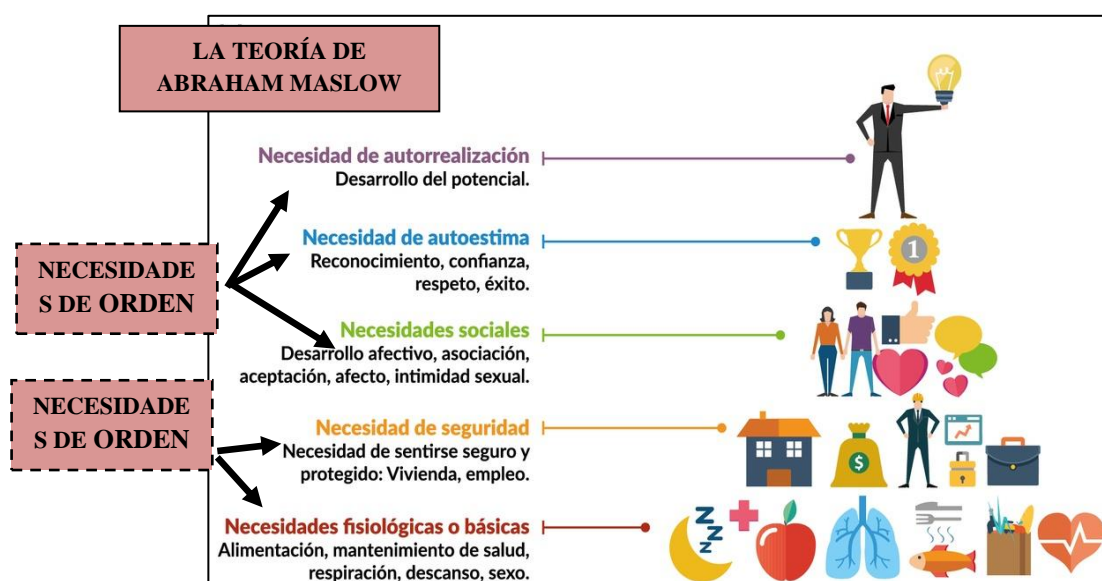 LA TEORÍA DE
ABRAHAM MASLOW
Necesidad de autorrealización
Desarrollo del potencial.
Necesidad de autoestima
Reconocimiento, confianza,
respeto, éxito.
NECESIDADE
S DE ORDEN
Necesidades sociales
Desarrollo afectivo, asociación,
aceptación, afecto, intimidad sexual.
NECESIDADE
S DE ORDEN
Necesidad de seguridad
Necesidad de sentirse seguro y
protegido: Vivienda, empleo.
Necesidades fisiológicas o básicas
Alimentación, mantenimiento de salud,
respiración, descanso, sexo.
1
$
Z
Z
Z